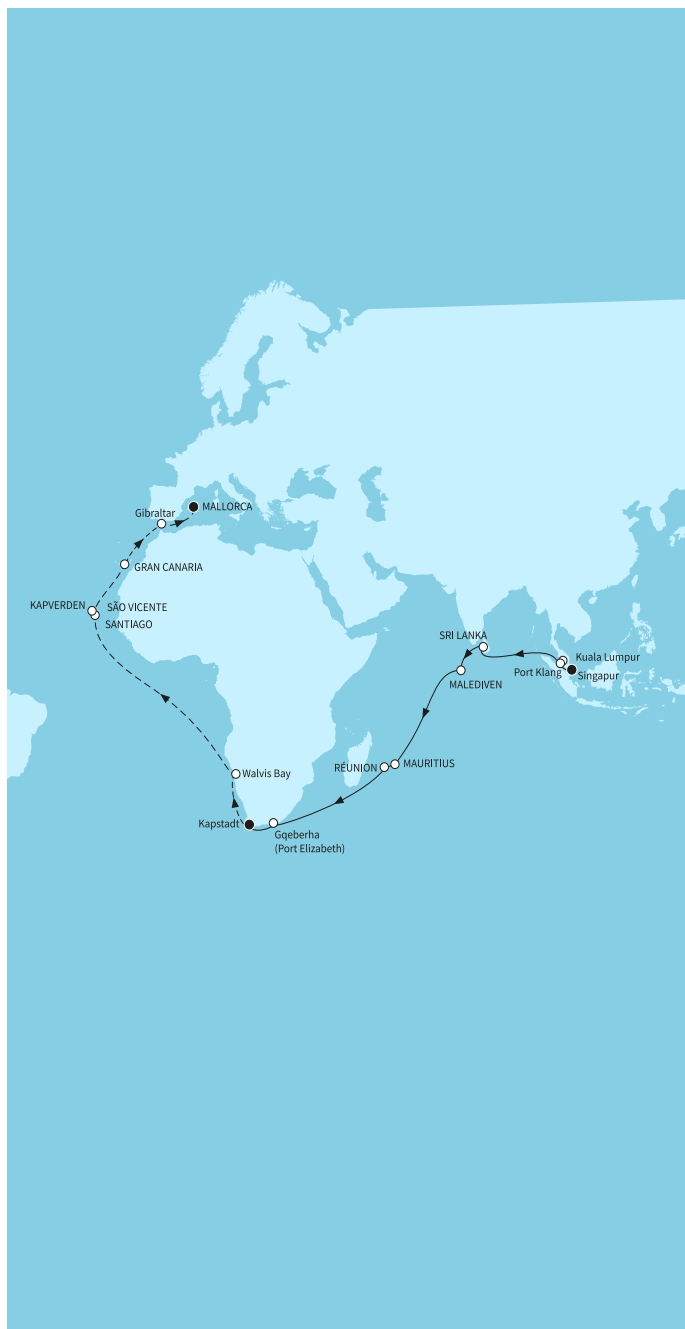 Gibraltar
MALLORCA
GRAN CANARIA
KAPVERDEN
SÃO VICENTE
SANTIAGO
SRI LANKA
Kuala Lumpur
Port Klang
Singapur
MALEDIVEN
MAURITIUS
RÉUNION
Walvis Bay
Kapstadt
Gqeberha
(Port Elizabeth)